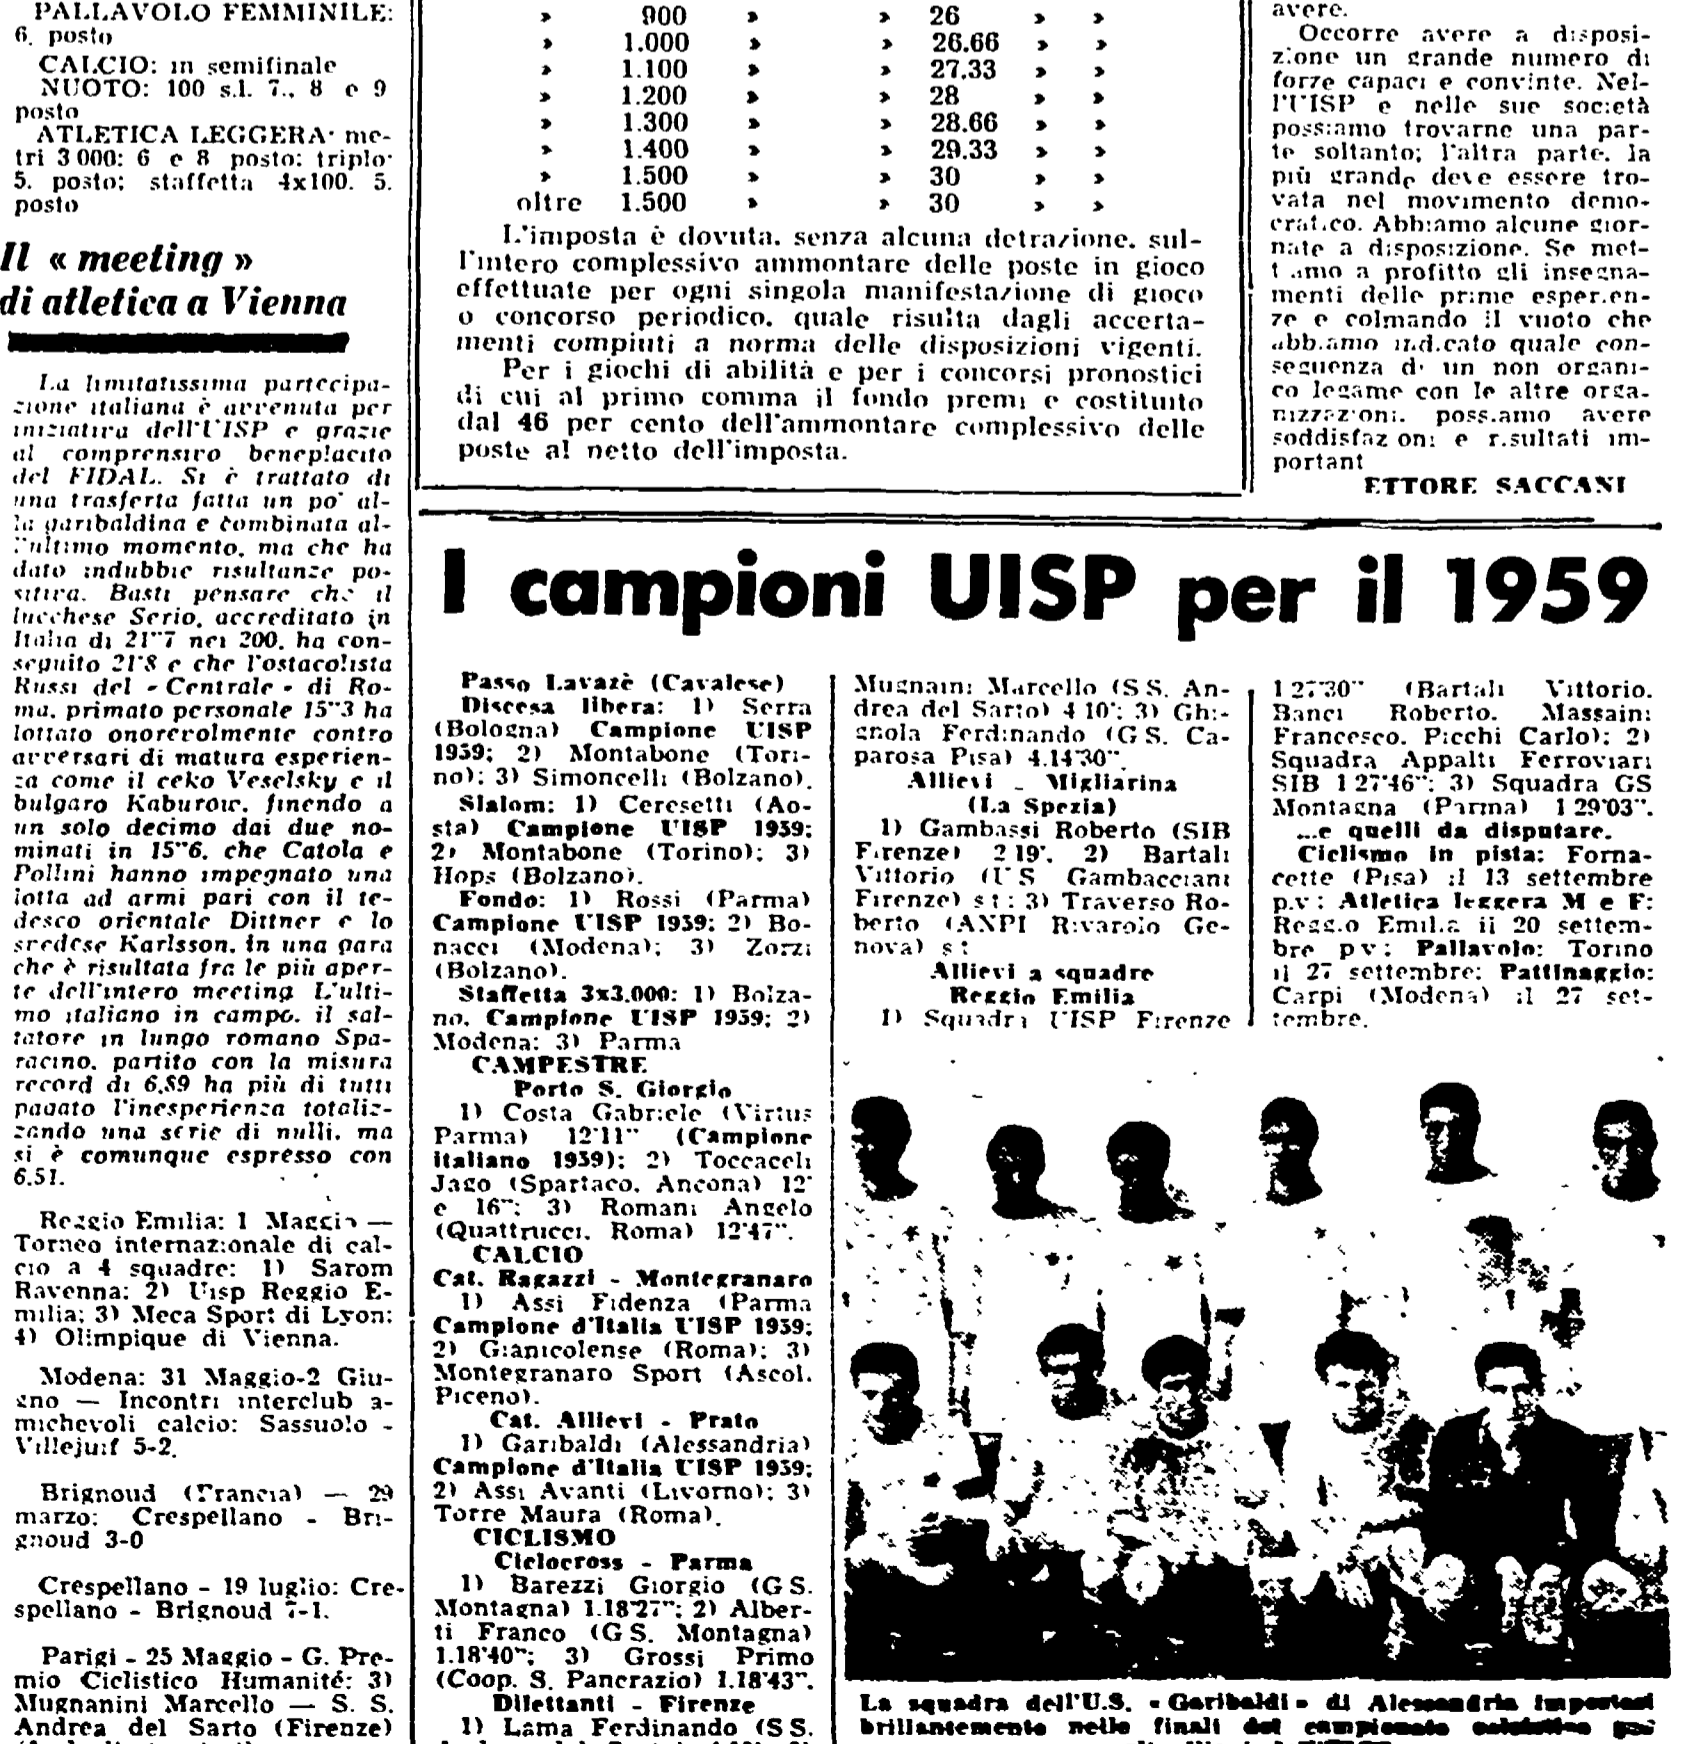 PALLAVOLO FEMMINILE:
6. posto
CALCIO: in semifinale
NUOTO: 100 s.l. 7., 8 e 9
posto
ATLETICA LEGGERA: me-
tri 3 000: 6 e 8 posto; triplo:
5. posto; staffetta 4x100. 5.
posto
Il « meeting »
di atletica a Vienna
La limitatissima partecipa-
zione italiana è avvenuta per
iniziativa dell'UISP e grazie
al comprensivo beneplacito
del FIDAL. Si è trattato di
una trasferta fatta un po' al-
la garibaldina e combinata al-
l'ultimo momento, ma che ha
dato indubbie risultanze po-
sitiva. Basti pensare che il
lucchese Serio, accreditato in
Italia di 21"7 nei 200, ha con-
seguito 21"8 e che l'ostacolista
Russi del - Centrale - di Ro-
ma, primato personale 15"3 ha
lottato onorevolmente contro
avversari di matura esperien-
za come il ceko Veselsky e il
bulgaro Kaburow, finendo a
un solo decimo dai due no-
minati in 15"6, che Catola e
Pollini hanno impegnato una
lotta ad armi pari con il te-
desco orientale Dittner e lo
svedese Karlsson, in una gara
che è risultata fra le più aper-
te dell'intero meeting. L'ulti-
mo italiano in campo, il sal-
tatore in lungo romano Spa-
racino, partito con la misura
record di 6,89 ha più di tutti
pagato l'inesperienza totaliz-
zando una serie di nulli, ma
si è comunque espresso con
6.51.
Reggio Emilia: 1 Maggio —
Torneo internazionale di cal-
cio a 4 squadre: 1) Sarom
Ravenna; 2) Uisp Reggio E-
milia; 3) Meca Sport di Lyon;
4) Olimpique di Vienna.
Modena: 31 Maggio-2 Giu-
gno — Incontri interclub a-
michevoli calcio: Sassuolo -
Villejuif 5-2.
Brignoud (Francia) — 29
marzo: Crespellano - Bri-
gnoud 3-0
Crespellano - 19 luglio: Cre-
spellano - Brignoud 7-1.
Parigi - 25 Maggio - G. Pre-
mio Ciclistico Humanité: 3)
Mugnanini Marcello — S. S.
Andrea del Sarto (Firenze)
» 900 » » 26 » »
» 1.000 » » 26.66 » »
» 1.100 » » 27.33 » »
» 1.200 » » 28 » »
» 1.300 » » 28.66 » »
» 1.400 » » 29.33 » »
» 1.500 » » 30 » »
oltre 1.500 » » 30 » »
L'imposta è dovuta, senza alcuna detrazione, sul-
l'intero complessivo ammontare delle poste in gioco
effettuate per ogni singola manifestazione di gioco
o concorso periodico, quale risulta dagli accerta-
menti compiuti a norma delle disposizioni vigenti.
Per i giochi di abilità e per i concorsi pronostici
di cui al primo comma il fondo premi e costituito
dal 46 per cento dell'ammontare complessivo delle
poste al netto dell'imposta.
avere.
Occorre avere a disposi-
zione un grande numero di
forze capaci e convinte. Nel-
l'UISP e nelle sue società
possiamo trovarne una par-
te soltanto; l'altra parte, la
più grande deve essere tro-
vata nel movimento demo-
cratico. Abbiamo alcune gior-
nate a disposizione. Se met-
tiamo a profitto gli insegna-
menti delle prime esperien-
ze e colmando il vuoto che
abbiamo indicato quale con-
seguenza di un non organi-
co legame con le altre orga-
nizzazioni, possiamo avere
soddisfazioni e risultati im-
portant
ETTORE SACCANI
I campioni UISP per il 1959
Passo Lavazè (Cavalese)
Discesa libera: 1) Serra
(Bologna) Campione UISP
1959; 2) Montabone (Tori-
no); 3) Simoncelli (Bolzano).
Slalom: 1) Ceresetti (Ao-
sta) Campione UISP 1959;
2) Montabone (Torino); 3)
Hops (Bolzano).
Fondo: 1) Rossi (Parma)
Campione UISP 1959; 2) Bo-
nacci (Modena); 3) Zorzi
(Bolzano).
Staffetta 3x3.000: 1) Bolza-
no, Campione UISP 1959; 2)
Modena; 3) Parma
CAMPESTRE
Porto S. Giorgio
1) Costa Gabriele (Virtus
Parma) 12'11" (Campione
italiano 1959); 2) Toccaceli
Jago (Spartaco, Ancona) 12'
e 16"; 3) Romani Angelo
(Quattrucci, Roma) 12'47".
CALCIO
Cat. Ragazzi - Montegranaro
1) Assi Fidenza (Parma
Campione d'Italia UISP 1959;
2) Gianicolense (Roma); 3)
Montegranaro Sport (Ascol.
Piceno).
Cat. Allievi - Prato
1) Garibaldi (Alessandria)
Campione d'Italia UISP 1959;
2) Assi Avanti (Livorno); 3)
Torre Maura (Roma).
CICLISMO
Ciclocross - Parma
1) Barezzi Giorgio (G S.
Montagna) 1.18'27"; 2) Alber-
ti Franco (G S. Montagna)
1.18'40"; 3) Grossi Primo
(Coop. S. Pancrazio) 1.18'43".
Dilettanti - Firenze
1) Lama Ferdinando (S S.
Mugnaini Marcello (S S. An-
drea del Sarto) 4 10'; 3) Ghi-
gnola Ferdinando (G S. Ca-
parosa Pisa) 4.14'30".
Allievi - Migliarina
(La Spezia)
1) Gambassi Roberto (SIB
Firenze) 2 19'. 2) Bartali
Vittorio (U S Gambacciani
Firenze) s t; 3) Traverso Ro-
berto (ANPI Rivarolo Ge-
nova) s t
Allievi a squadre
Reggio Emilia
1) Squadra UISP Firenze
1 27'30" (Bartali Vittorio,
Banci Roberto, Massaini
Francesco, Picchi Carlo); 2)
Squadra Appalti Ferroviari
SIB 1 27'46"; 3) Squadra GS
Montagna (Parma) 1 29'03".
...e quelli da disputare.
Ciclismo in pista: Forna-
cette (Pisa) il 13 settembre
p.v; Atletica leggera M e F:
Reggio Emilia il 20 settem-
bre p v; Pallavolo: Torino
il 27 settembre; Pattinaggio:
Carpi (Modena) il 27 set-
tembre.
La squadra dell'U.S. « Garibaldi » di Alessandria impostasi
brillantemente nelle finali del campionato calcistico